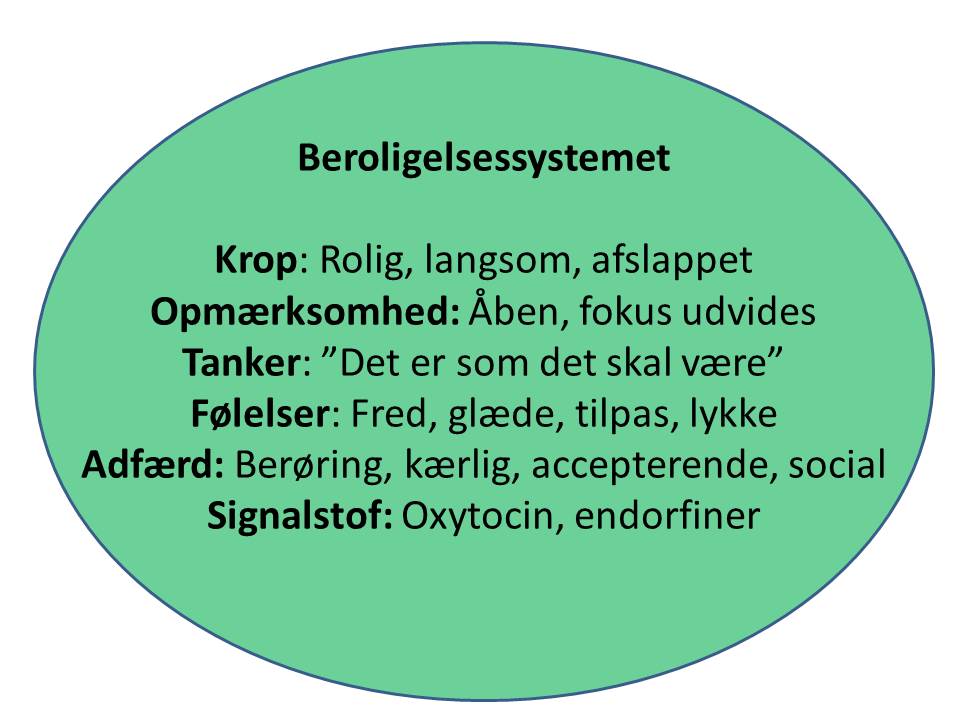 Beroligelsessystemet
Krop: Rolig, langsom, afslappet
Opmærksomhed: Åben, fokus udvides
Tanker: ”Det er som det skal være”
Følelser: Fred, glæde, tilpas, lykke
Adfærd: Berøring, kærlig, accepterende, social
Signalstof: Oxytocin, endorfiner